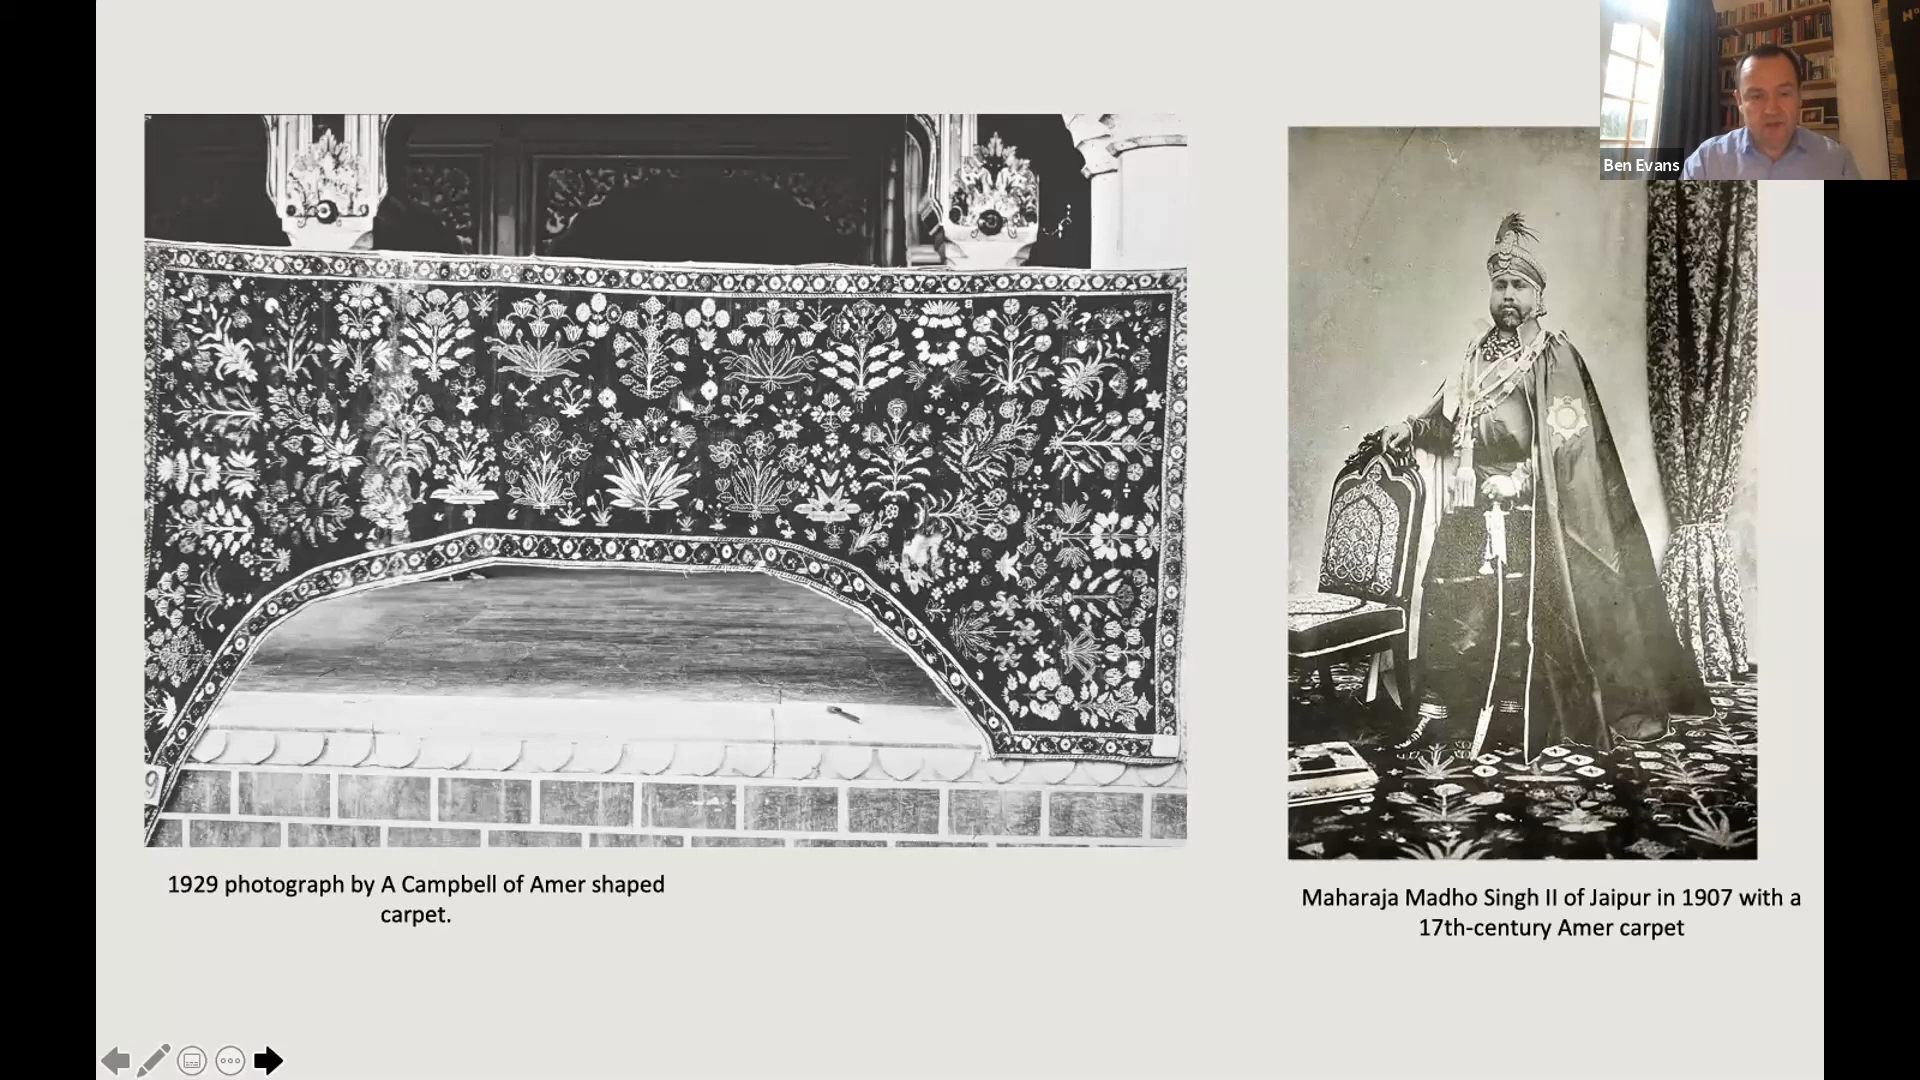 Ben Evans
1929 photograph by A Campbell of Amer shaped
carpet.
Maharaja Madho Singh II of Jaipur in 1907 with a
17th-century Amer carpet
9